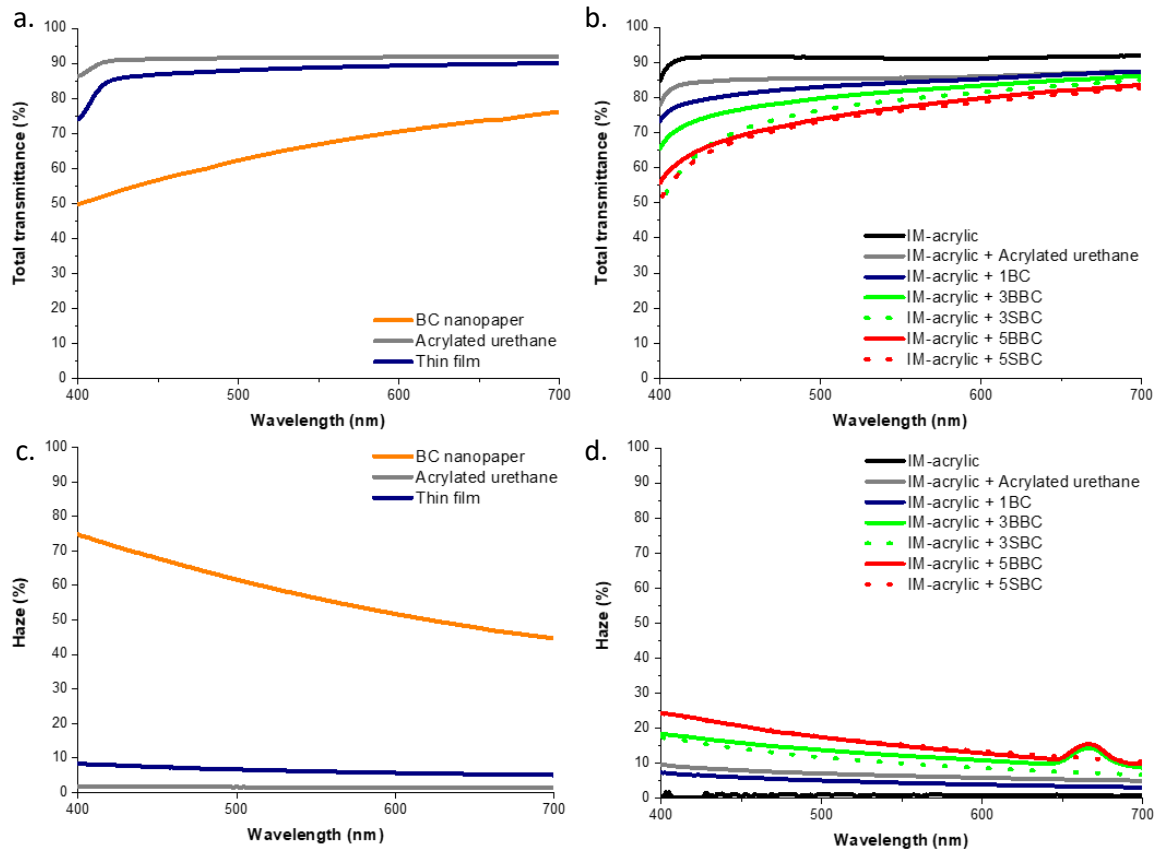 a.
100
90
80
70
60
50
40
30
20
10
0
Total transmittance (%)
BC nanopaper
Acrylated urethane
Thin film
400
500
600
700
Wavelength (nm)
b.
100
90
80
70
60
50
40
30
20
10
0
Total transmittance (%)
IM-acrylic
IM-acrylic + Acrylated urethane
IM-acrylic + 1BC
IM-acrylic + 3BBC
IM-acrylic + 3SBC
IM-acrylic + 5BBC
IM-acrylic + 5SBC
400
500
600
700
Wavelength (nm)
c.
100
90
80
70
60
50
40
30
20
10
0
Haze (%)
BC nanopaper
Acrylated urethane
Thin film
400
500
600
700
Wavelength (nm)
d.
100
90
80
70
60
50
40
30
20
10
0
Haze (%)
IM-acrylic
IM-acrylic + Acrylated urethane
IM-acrylic + 1BC
IM-acrylic + 3BBC
IM-acrylic + 3SBC
IM-acrylic + 5BBC
IM-acrylic + 5SBC
400
500
600
700
Wavelength (nm)